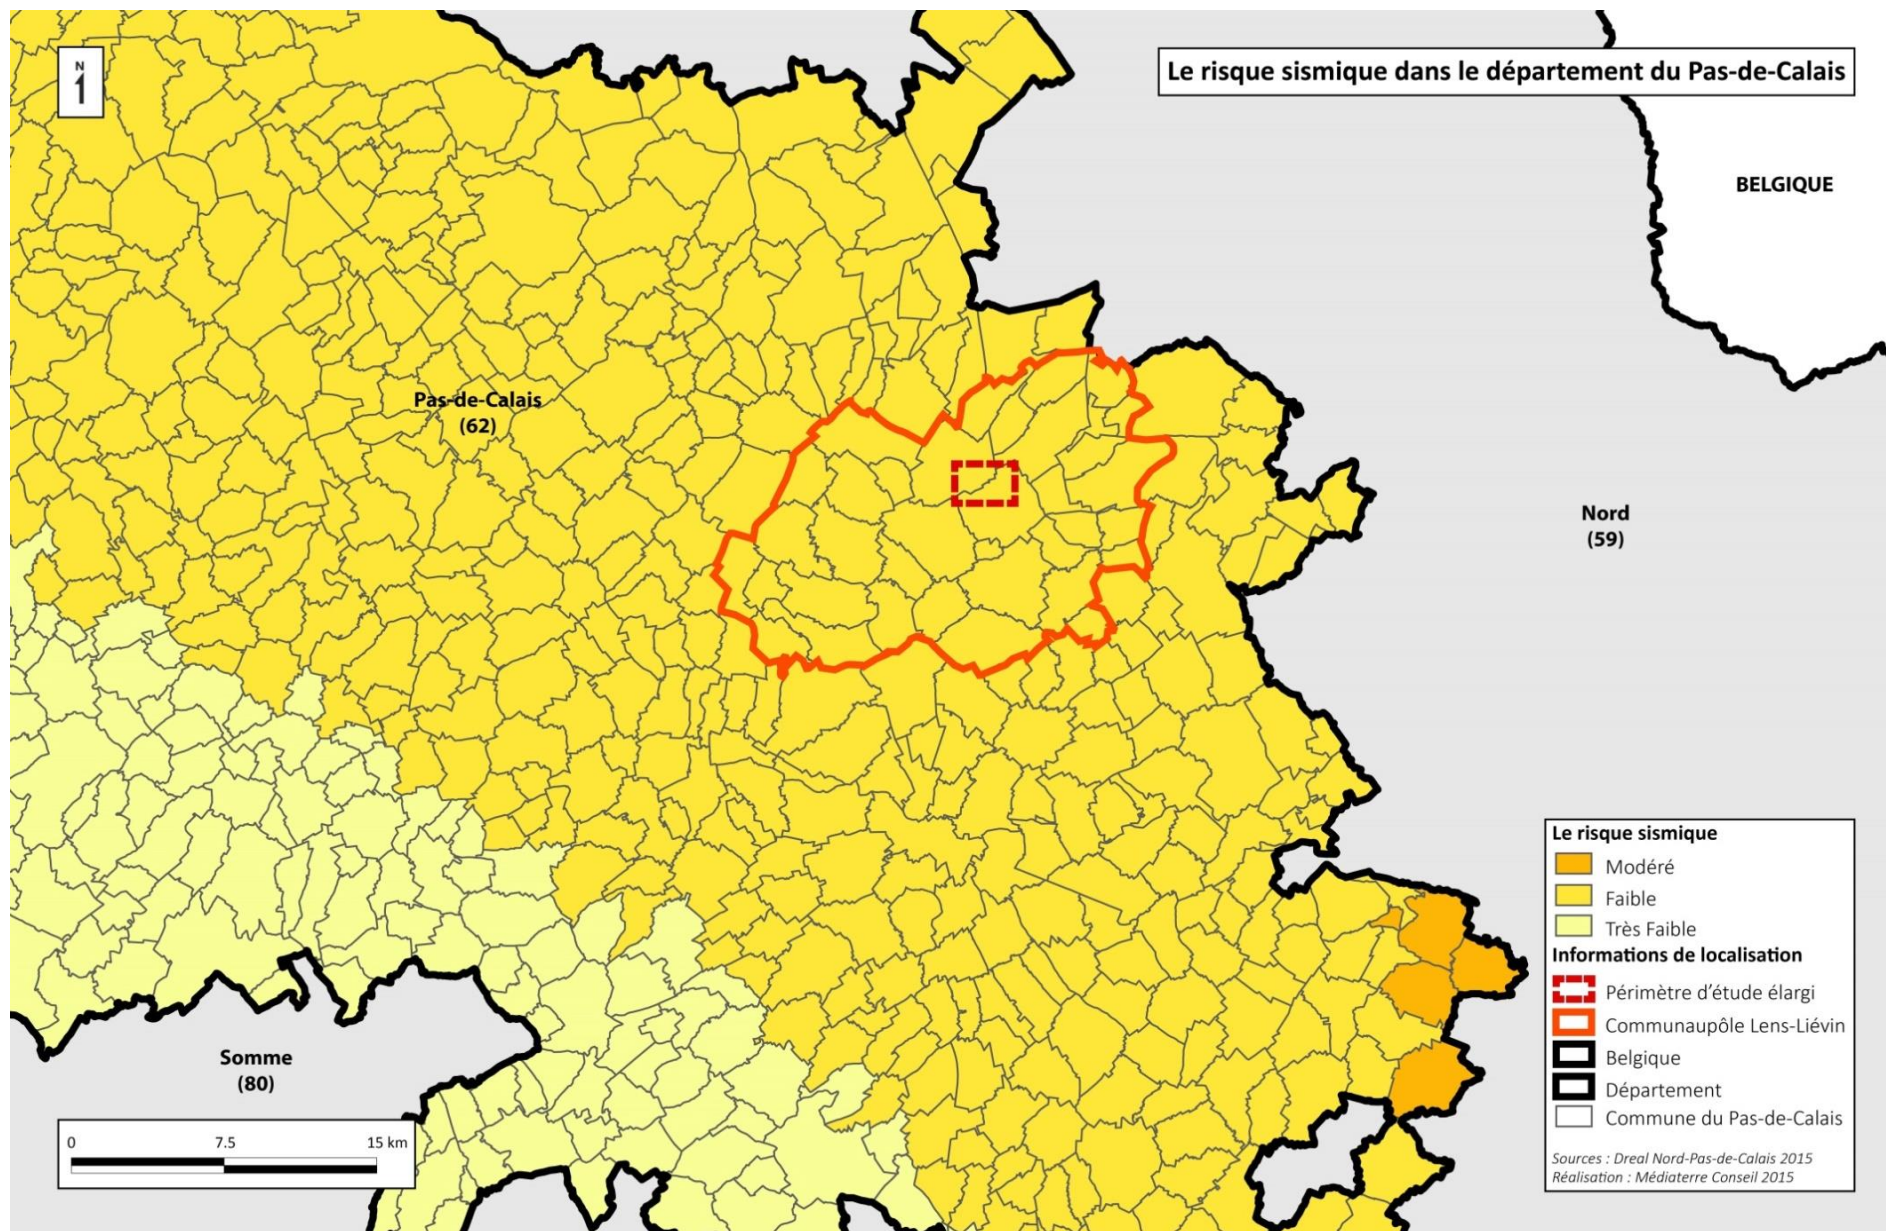 N
Le risque sismique dans le département du Pas-de-Calais
BELGIQUE
Pas-de-Calais
(62)
Nord
(59)
Somme
(80)
0 7.5 15 km
Le risque sismique
Modéré
Faible
Très Faible
Informations de localisation
Périmètre d'étude élargi
Communaupôle Lens-Liévin
Belgique
Département
Commune du Pas-de-Calais
Sources : Dreal Nord-Pas-de-Calais 2015
Réalisation : Médiaterre Conseil 2015